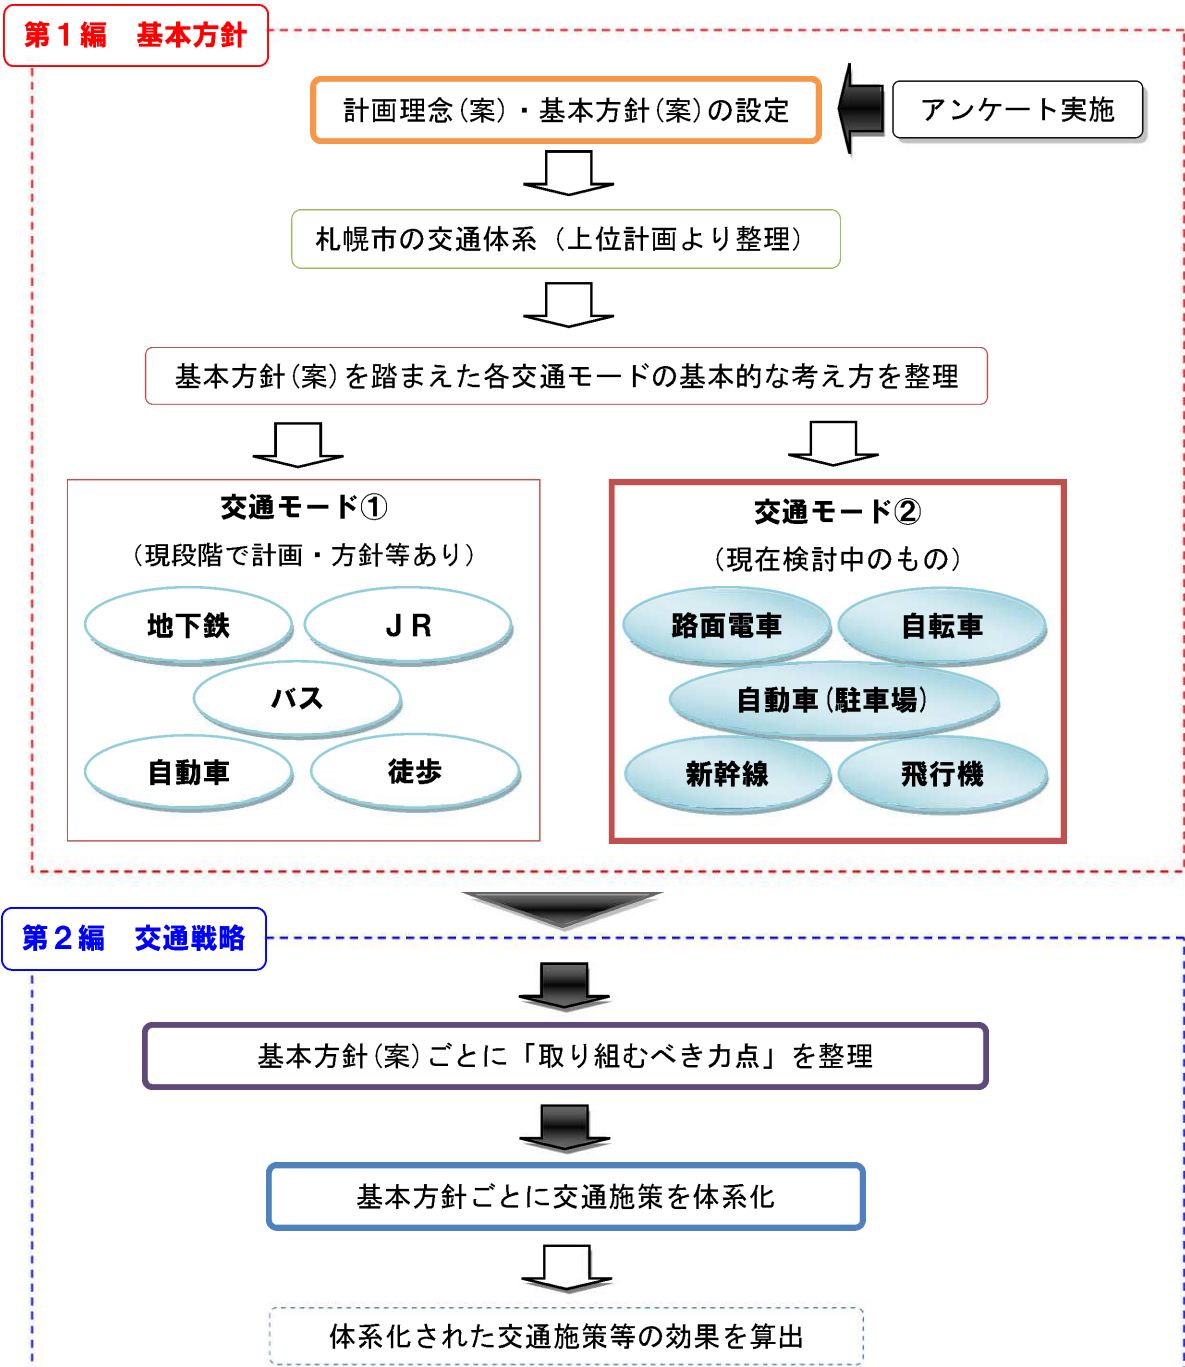 第１編　基本方針
計画理念(案)・基本方針(案)の設定
アンケート実施
札幌市の交通体系（上位計画より整理）
基本方針(案)を踏まえた各交通モードの基本的な考え方を整理
交通モード①
（現段階で計画・方針等あり）
地下鉄
ＪＲ
バス
自動車
徒歩
交通モード②
（現在検討中のもの）
路面電車
自転車
自動車(駐車場)
新幹線
飛行機
第２編　交通戦略
基本方針(案)ごとに「取り組むべき力点」を整理
基本方針ごとに交通施策を体系化
体系化された交通施策等の効果を算出